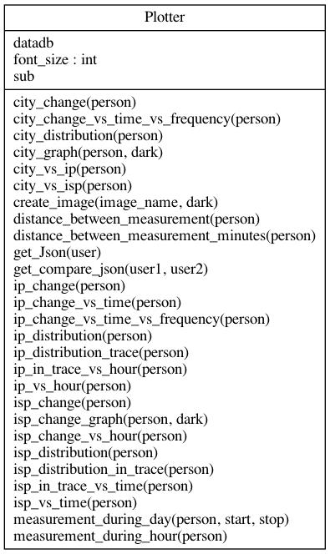 Plotter
datadb
font_size : int
sub
city_change(person)
city_change_vs_time_vs_frequency(person)
city_distribution(person)
city_graph(person, dark)
city_vs_ip(person)
city_vs_isp(person)
create_image(image_name, dark)
distance_between_measurement(person)
distance_between_measurement_minutes(person)
get_Json(user)
get_compare_json(user1, user2)
ip_change(person)
ip_change_vs_time(person)
ip_change_vs_time_vs_frequency(person)
ip_distribution(person)
ip_distribution_trace(person)
ip_in_trace_vs_hour(person)
ip_vs_hour(person)
isp_change(person)
isp_change_graph(person, dark)
isp_change_vs_hour(person)
isp_distribution(person)
isp_distribution_in_trace(person)
isp_in_trace_vs_time(person)
isp_vs_time(person)
measurement_during_day(person, start, stop)
measurement_during_hour(person)